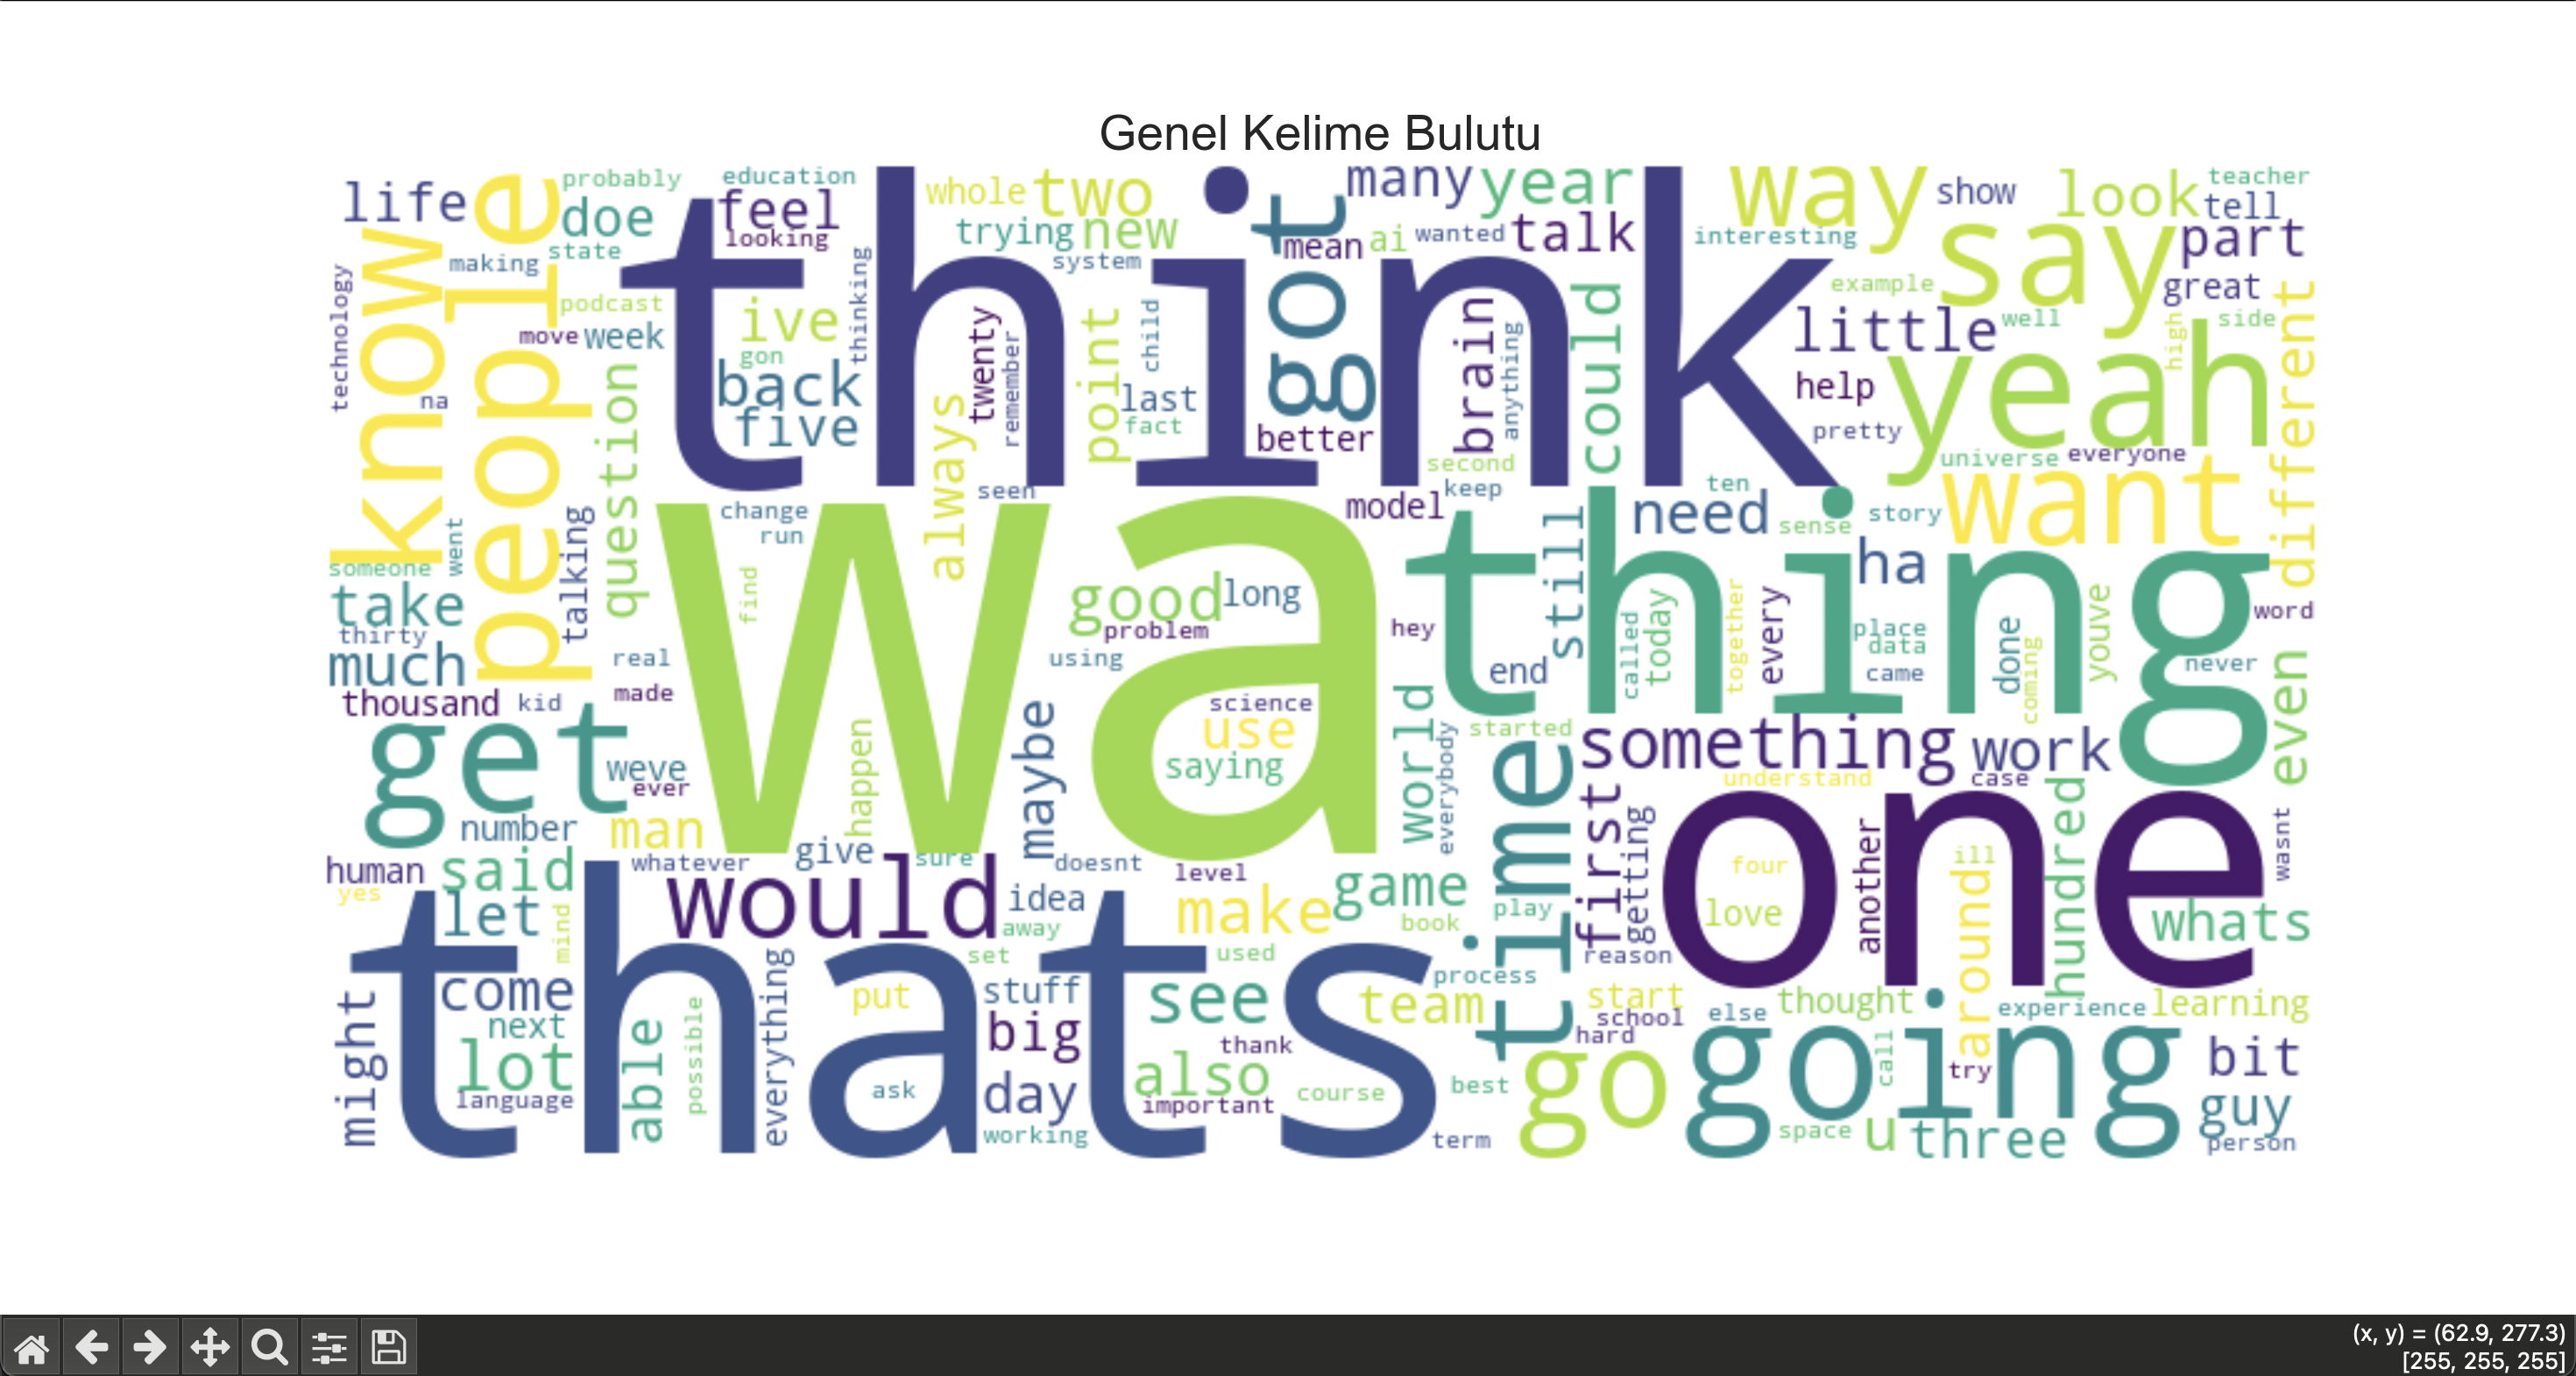 Genel Kelime Bulutu
life
people
probably
doe
state
education
feel
looking
think
whole
two
trying
new
system
got
many
year
mean
ai
wanted
talk
way
interesting
show
say
look
teacher
tell
part
know
making
technology
podcast
move
week
ive
gon
thinking
back
five
twenty
remember
point
child
last
fact
better
brain
anything
could
example
little
well
great
high
side
different
help
yeah
pretty
universe
everyone
na
question
always
second
keep
seen
model
need
ten
sense
story
want
went
someone
talking
change
run
find
wa
good
long
problem
using
hey
still
thing
ha
take
thirty
much
thousand
kid
real
made
science
use
saying
end
called
today
together
every
place
data
came
done
coming
youve
word
never
even
get
weve
ever
happen
maybe
world
everybody
started
something
work
understand
case
number
man
human
said
yes
let
mind
whatever
give
sure
doesnt
would
idea
away
level
make
game
book
play
time
first
getting
one
four
love
another
ill
around
hundred
whats
wasnt
thats
might
come
next
lot
language
able
possible
everything
put
ask
set
stuff
big
day
working
used
see
thank
also
important
course
team
process
best
term
reason
start
school
hard
else
thought
experience
learning
go
going
call
try
space
u
three
bit
guy
person
(x, y) = (62.9, 277.3)
[255, 255, 255]